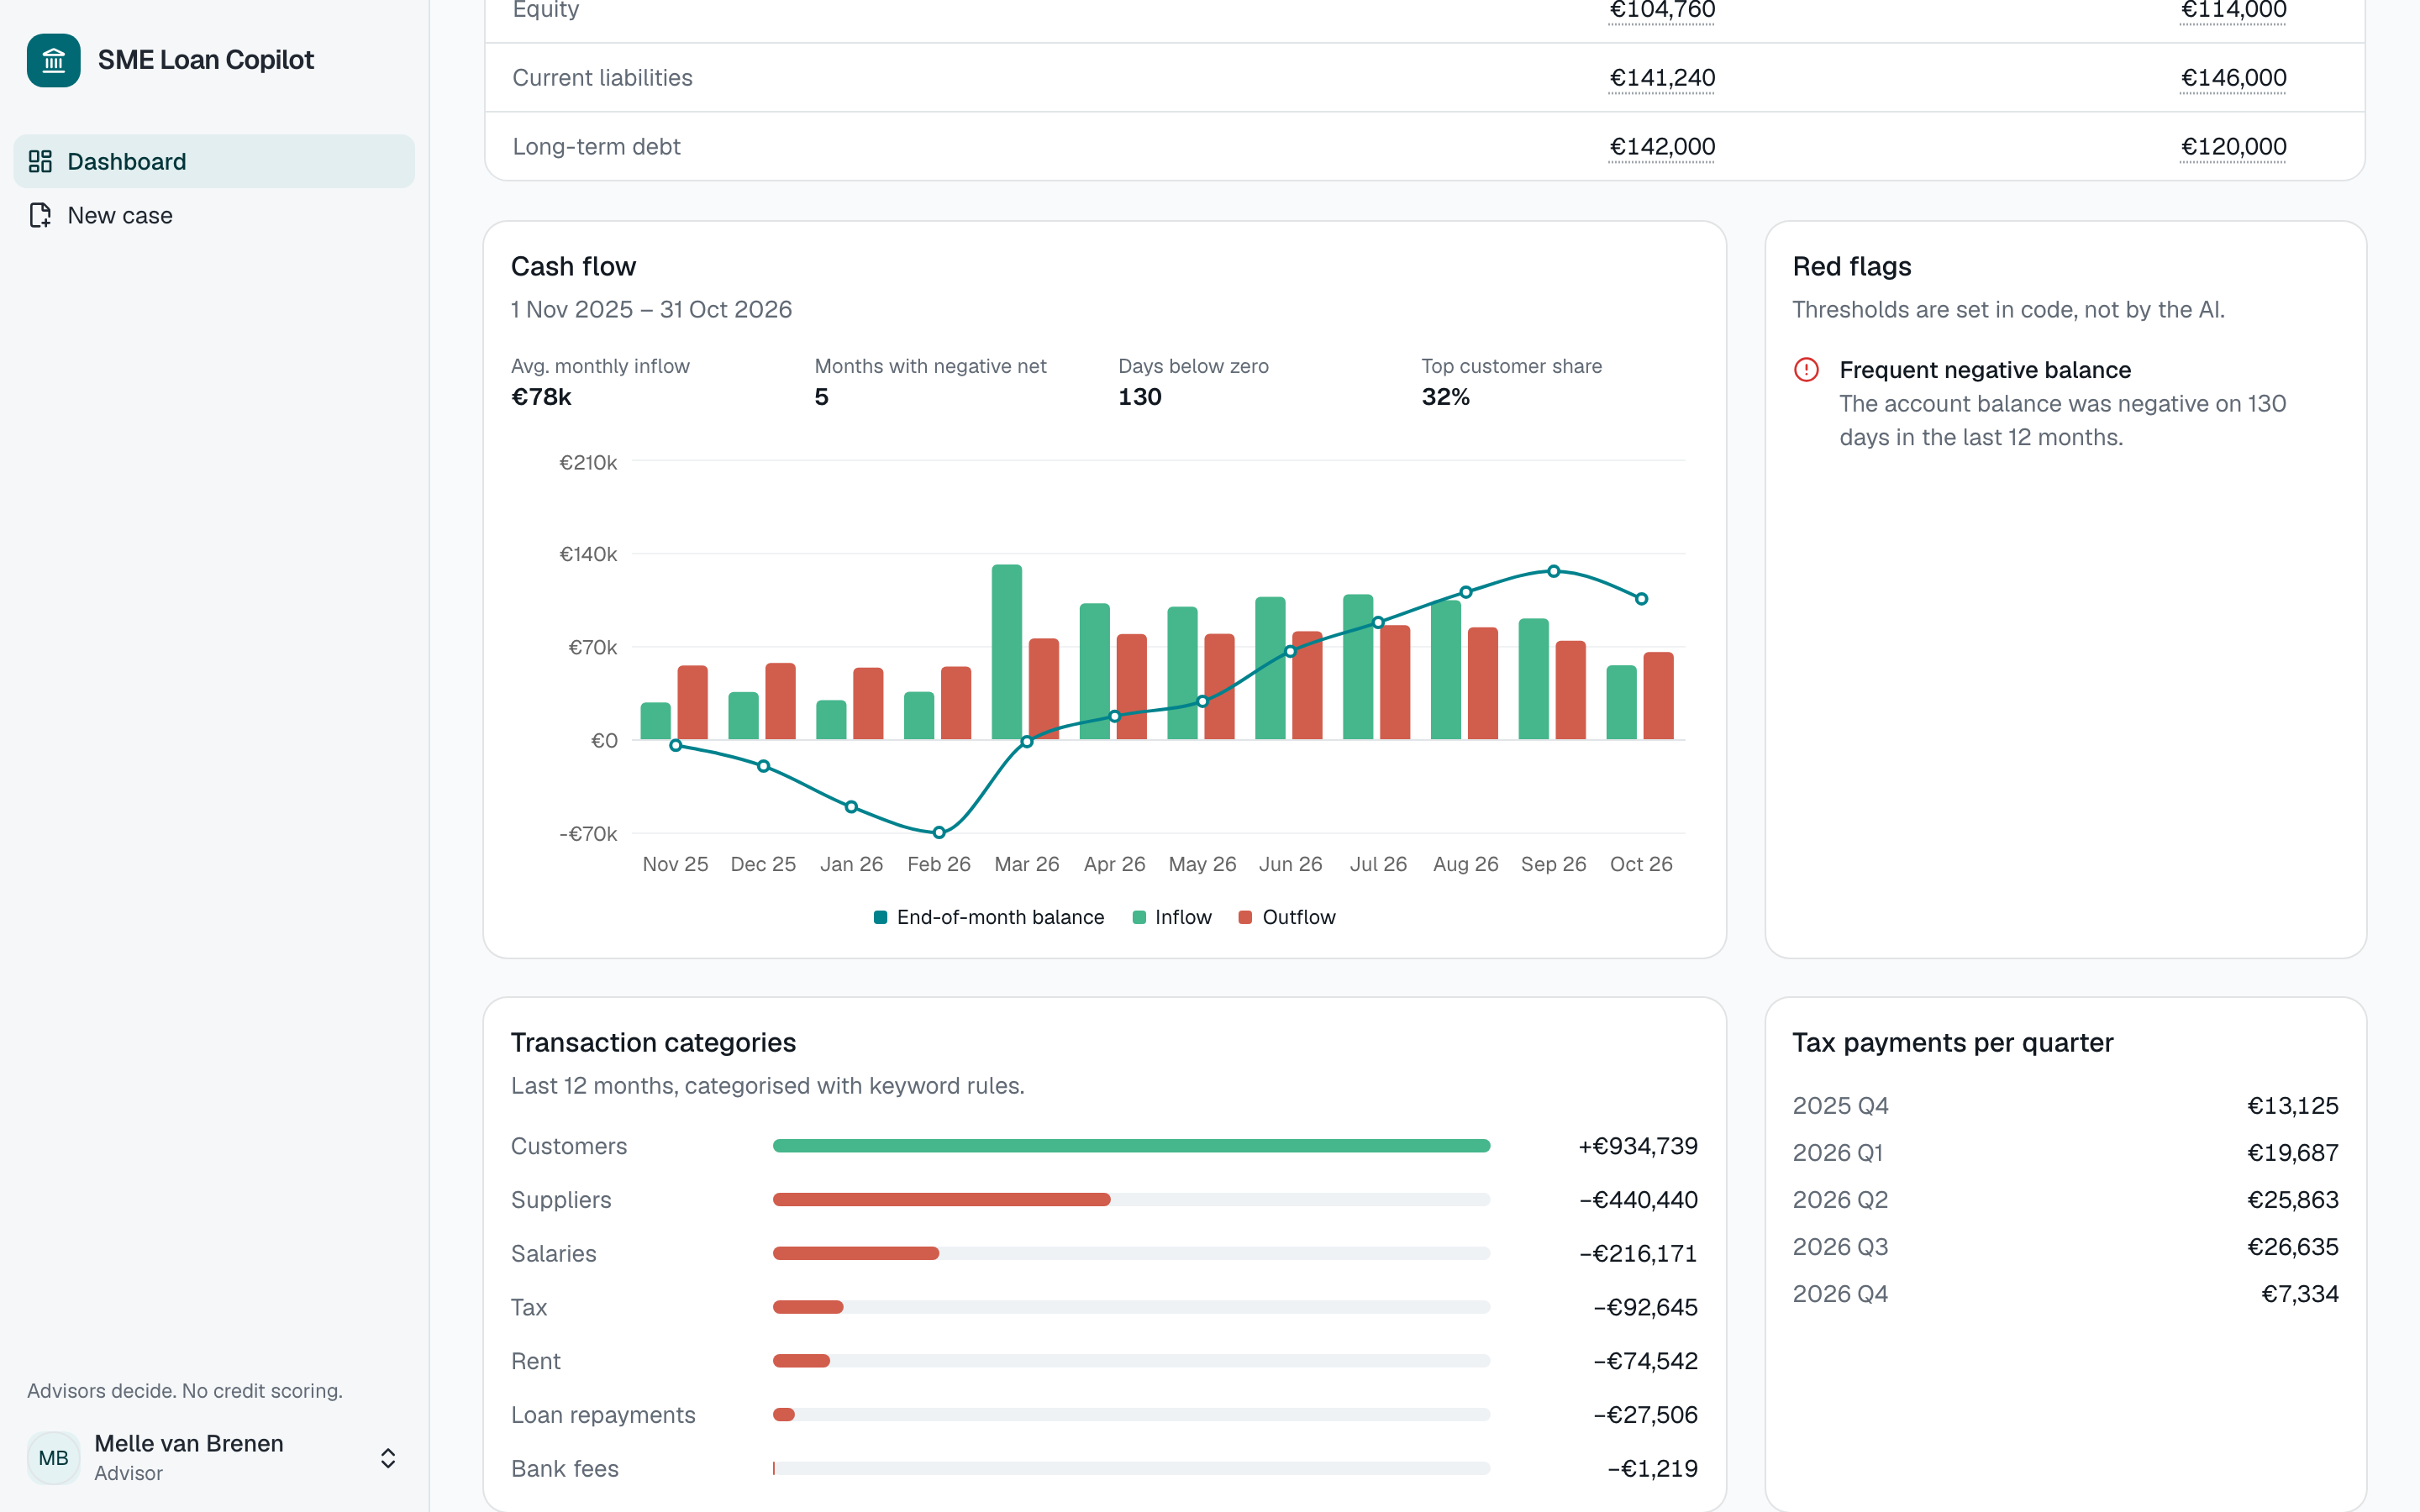 SME Loan Copilot
Dashboard
New case
Advisors decide. No credit scoring.
MB
Melle van Brenen
Advisor
Equity €104,760 €114,000
Current liabilities €141,240 €146,000
Long-term debt €142,000 €120,000
Cash flow
1 Nov 2025 – 31 Oct 2026
Avg. monthly inflow Months with negative net Days below zero Top customer share
€78k 5 130 32%
€210k
€140k
€70k
€0
-€70k
Nov 25 Dec 25 Jan 26 Feb 26 Mar 26 Apr 26 May 26 Jun 26 Jul 26 Aug 26 Sep 26 Oct 26
End-of-month balance Inflow Outflow
Red flags
Thresholds are set in code, not by the AI.
Frequent negative balance
The account balance was negative on 130
days in the last 12 months.
Transaction categories
Last 12 months, categorised with keyword rules.
Customers +€934,739
Suppliers −€440,440
Salaries −€216,171
Tax −€92,645
Rent −€74,542
Loan repayments −€27,506
Bank fees −€1,219
Tax payments per quarter
2025 Q4 €13,125
2026 Q1 €19,687
2026 Q2 €25,863
2026 Q3 €26,635
2026 Q4 €7,334